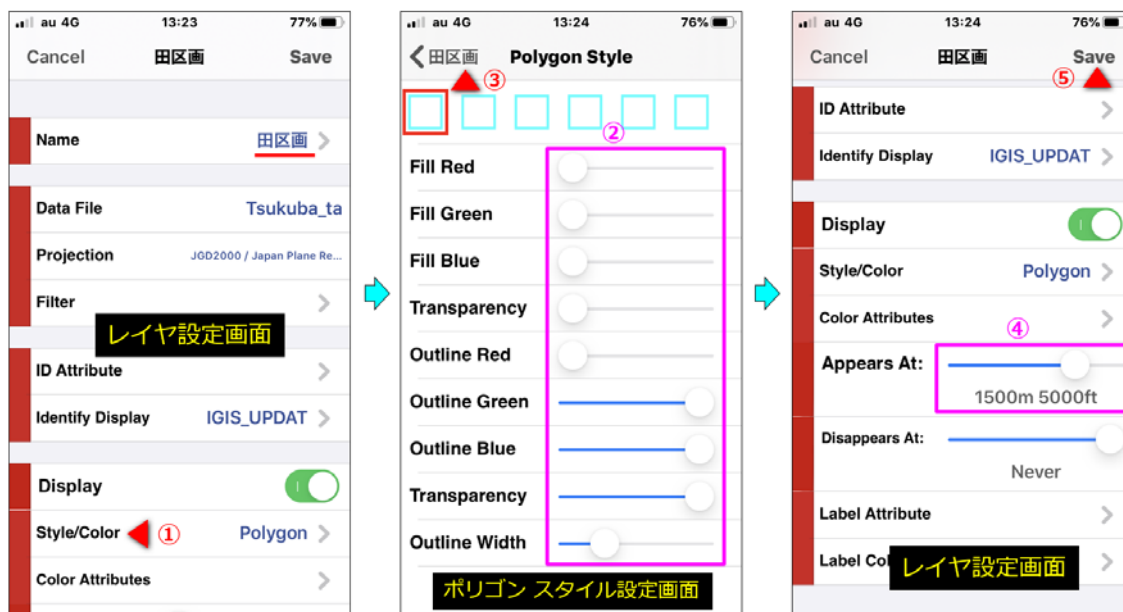 au 4G 13:23 77%
Cancel 田区画 Save
Name 田区画
Data File Tsukuba_ta
Projection JGD2000 / Japan Plane Re...
Filter
レイヤ設定画面
ID Attribute
Identify Display IGIS_UPDAT
Display
Style/Color ① Polygon
Color Attributes
au 4G 13:24 76%
田区画 Polygon Style
③
②
Fill Red
Fill Green
Fill Blue
Transparency
Outline Red
Outline Green
Outline Blue
Transparency
Outline Width
ポリゴン スタイル設定画面
au 4G 13:24 76%
Cancel 田区画 Save
⑤
ID Attribute
Identify Display IGIS_UPDAT
Display
Style/Color Polygon
Color Attributes
④
Appears At:
1500m 5000ft
Disappears At:
Never
Label Attribute
Label Col
レイヤ設定画面